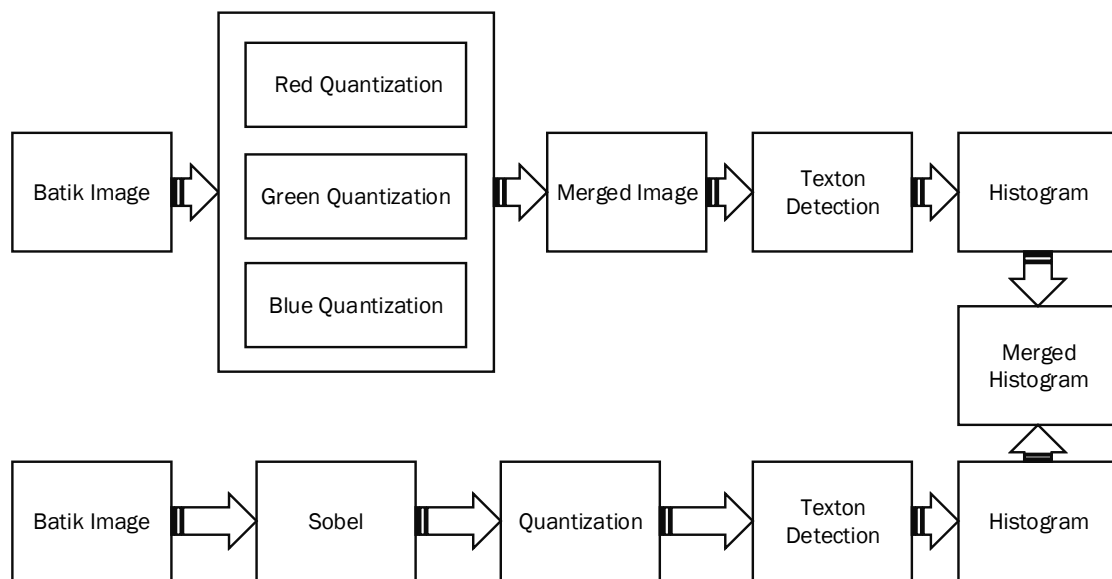 Red Quantization
Batik Image
Green Quantization
Merged Image
Texton
Detection
Histogram
Blue Quantization
Merged
Histogram
Batik Image
Sobel
Quantization
Texton
Detection
Histogram